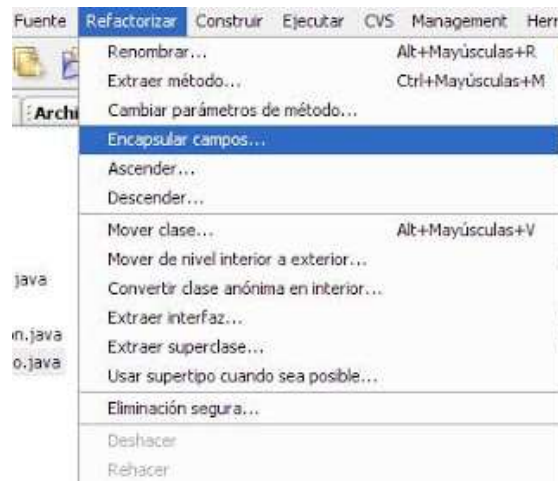 Fuente Refactorizar Construir Ejecutar CVS Management Herr
Renombrar... Alt+Mayúsculas+R
Extraer método... Ctrl+Mayúsculas+M
Archi Cambiar parámetros de método...
Encapsular campos...
Ascender...
Descender...
Mover clase... Alt+Mayúsculas+V
Mover de nivel interior a exterior...
java Convertir clase anónima en interior...
Extraer interfaz...
n.java Extraer superclase...
o.java Usar supertipo cuando sea posible...
Eliminación segura...
Deshacer
Rehacer